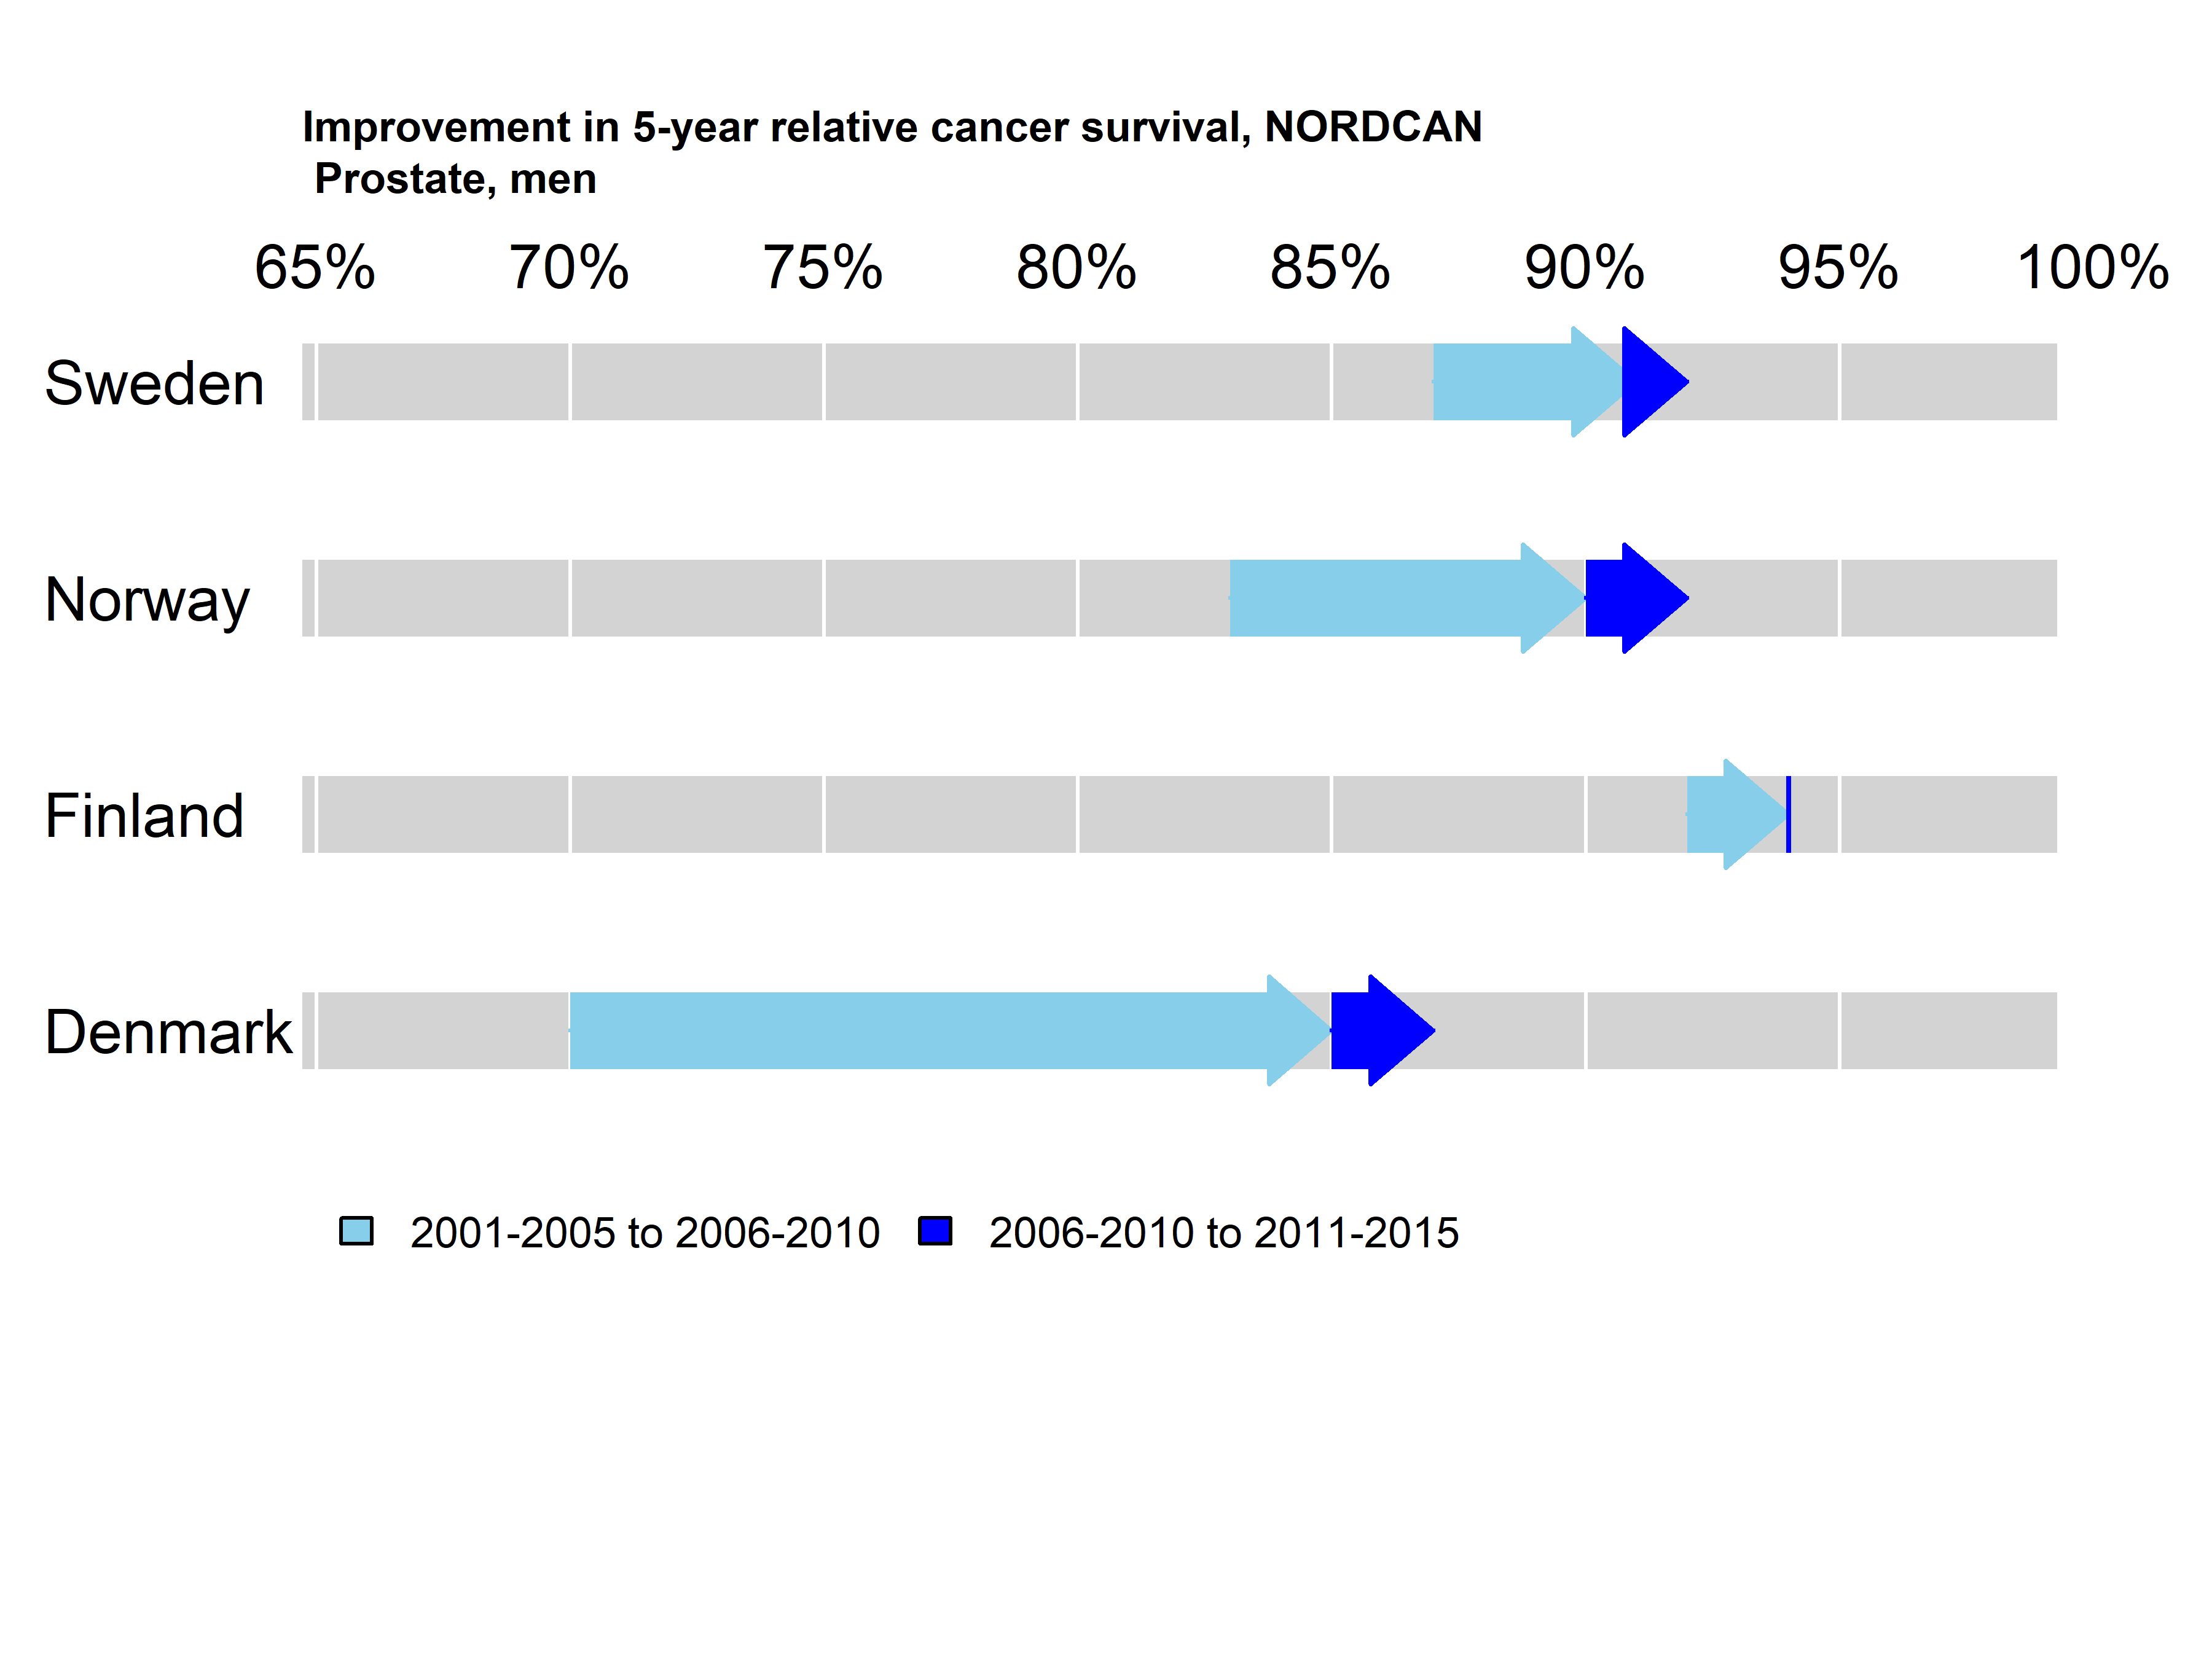 Improvement in 5-year relative cancer survival, NORDCAN
Prostate, men
65% 70% 75% 80% 85% 90% 95% 100%
Sweden
Norway
Finland
Denmark
2001-2005 to 2006-2010 2006-2010 to 2011-2015